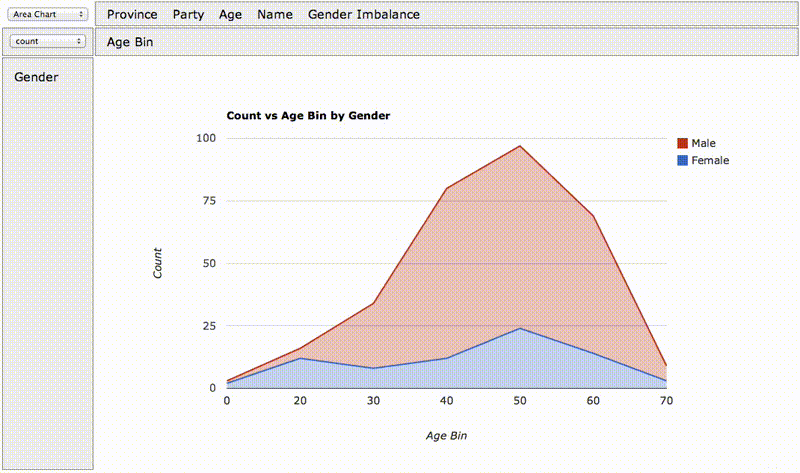 Area Chart
Province Party Age Name Gender Imbalance
count
Age Bin
Gender
Count vs Age Bin by Gender
100
75
50
25
0
Count
Male
Female
0 20 30 40 50 60 70
Age Bin